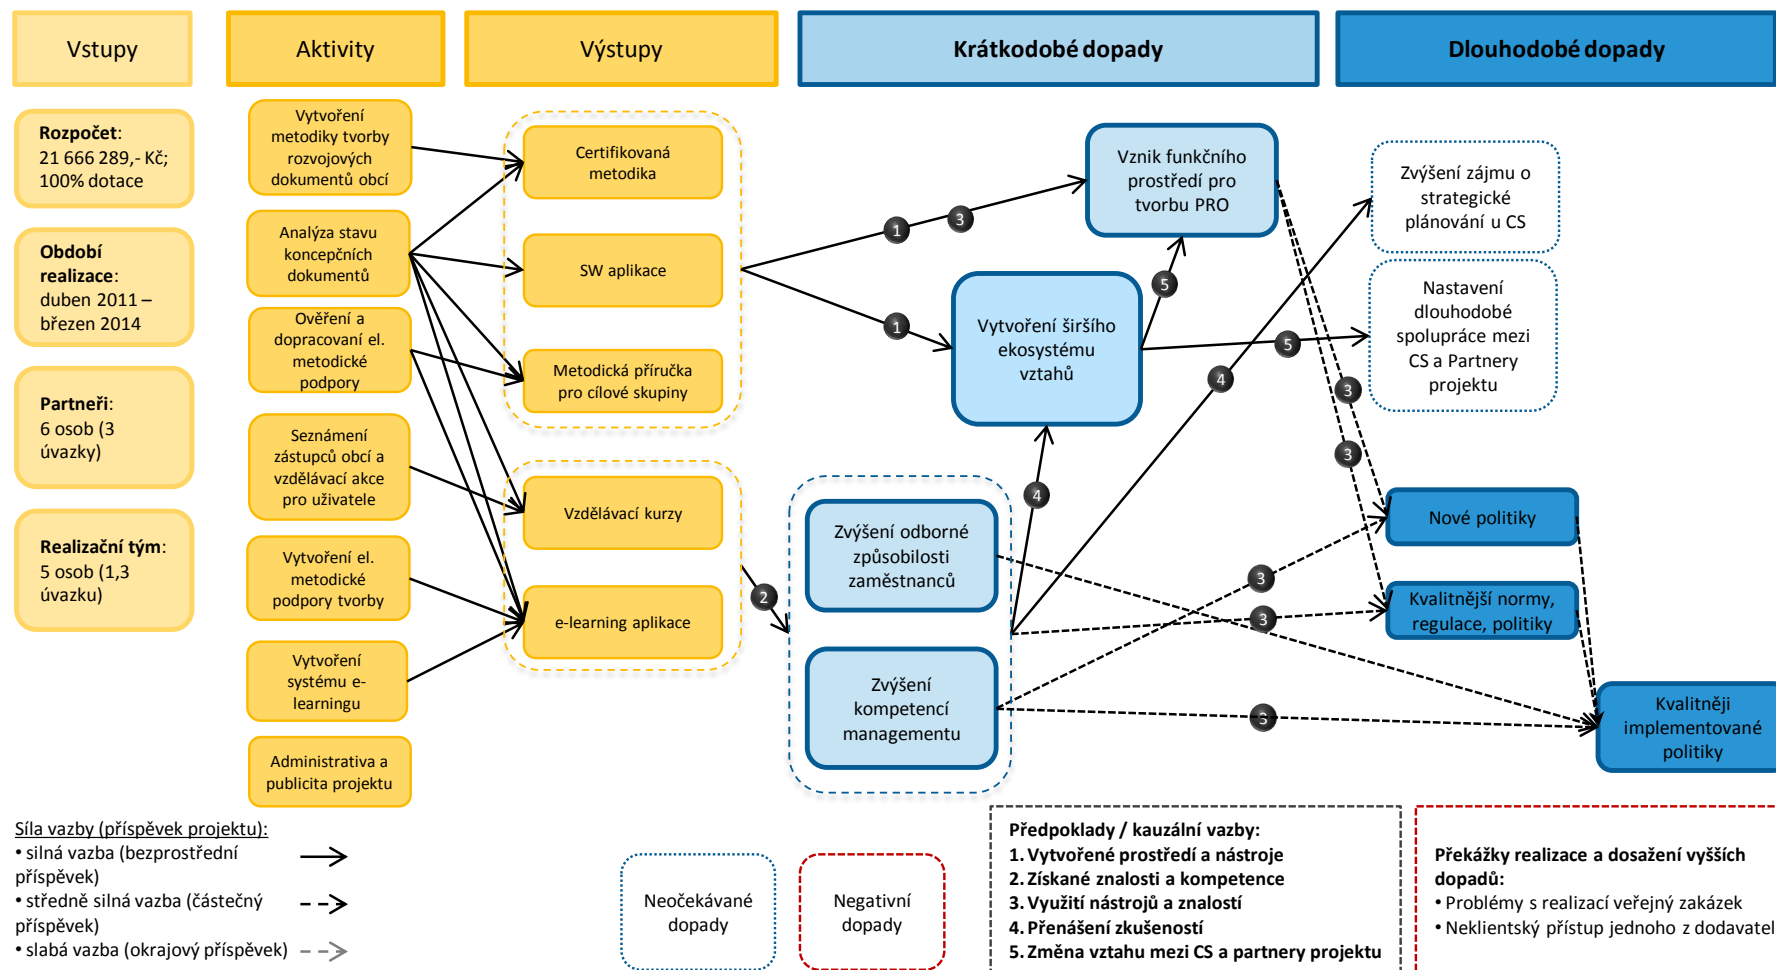 Vstupy
Aktivity
Výstupy
Krátkodobé dopady
Dlouhodobé dopady
Rozpočet:
21 666 289,- Kč;
100% dotace
Období
realizace:
duben 2011 –
březen 2014
Partneři:
6 osob (3
úvazky)
Realizační tým:
5 osob (1,3
úvazku)
Vytvoření
metodiky tvorby
rozvojových
dokumentů obcí
Analýza stavu
koncepčních
dokumentů
Ověření a
dopracovaní el.
metodické
podpory
Seznámení
zástupců obcí a
vzdělávací akce
pro uživatele
Vytvoření el.
metodické
podpory tvorby
Vytvoření
systému e-
learningu
Administrativa a
publicita projektu
Certifikovaná
metodika
SW aplikace
Metodická příručka
pro cílové skupiny
Vzdělávací kurzy
e-learning aplikace
1
3
1
2
Vznik funkčního
prostředí pro
tvorbu PRO
5
Vytvoření širšího
ekosystému
vztahů
4
Zvýšení odborné
způsobilosti
zaměstnanců
Zvýšení
kompetencí
managementu
5
4
3
3
3
3
3
Zvýšení zájmu o
strategické
plánování u CS
Nastavení
dlouhodobé
spolupráce mezi
CS a Partnery
projektu
Nové politiky
Kvalitnější normy,
regulace, politiky
Kvalitněji
implementované
politiky
Síla vazby (příspěvek projektu):
• silná vazba (bezprostřední
příspěvek)
• středně silná vazba (částečný
příspěvek)
• slabá vazba (okrajový příspěvek)
Neočekávané
dopady
Negativní
dopady
Předpoklady / kauzální vazby:
1. Vytvořené prostředí a nástroje
2. Získané znalosti a kompetence
3. Využití nástrojů a znalostí
4. Přenášení zkušeností
5. Změna vztahu mezi CS a partnery projektu
Překážky realizace a dosažení vyšších
dopadů:
• Problémy s realizací veřejný zakázek
• Neklientský přístup jednoho z dodavatel